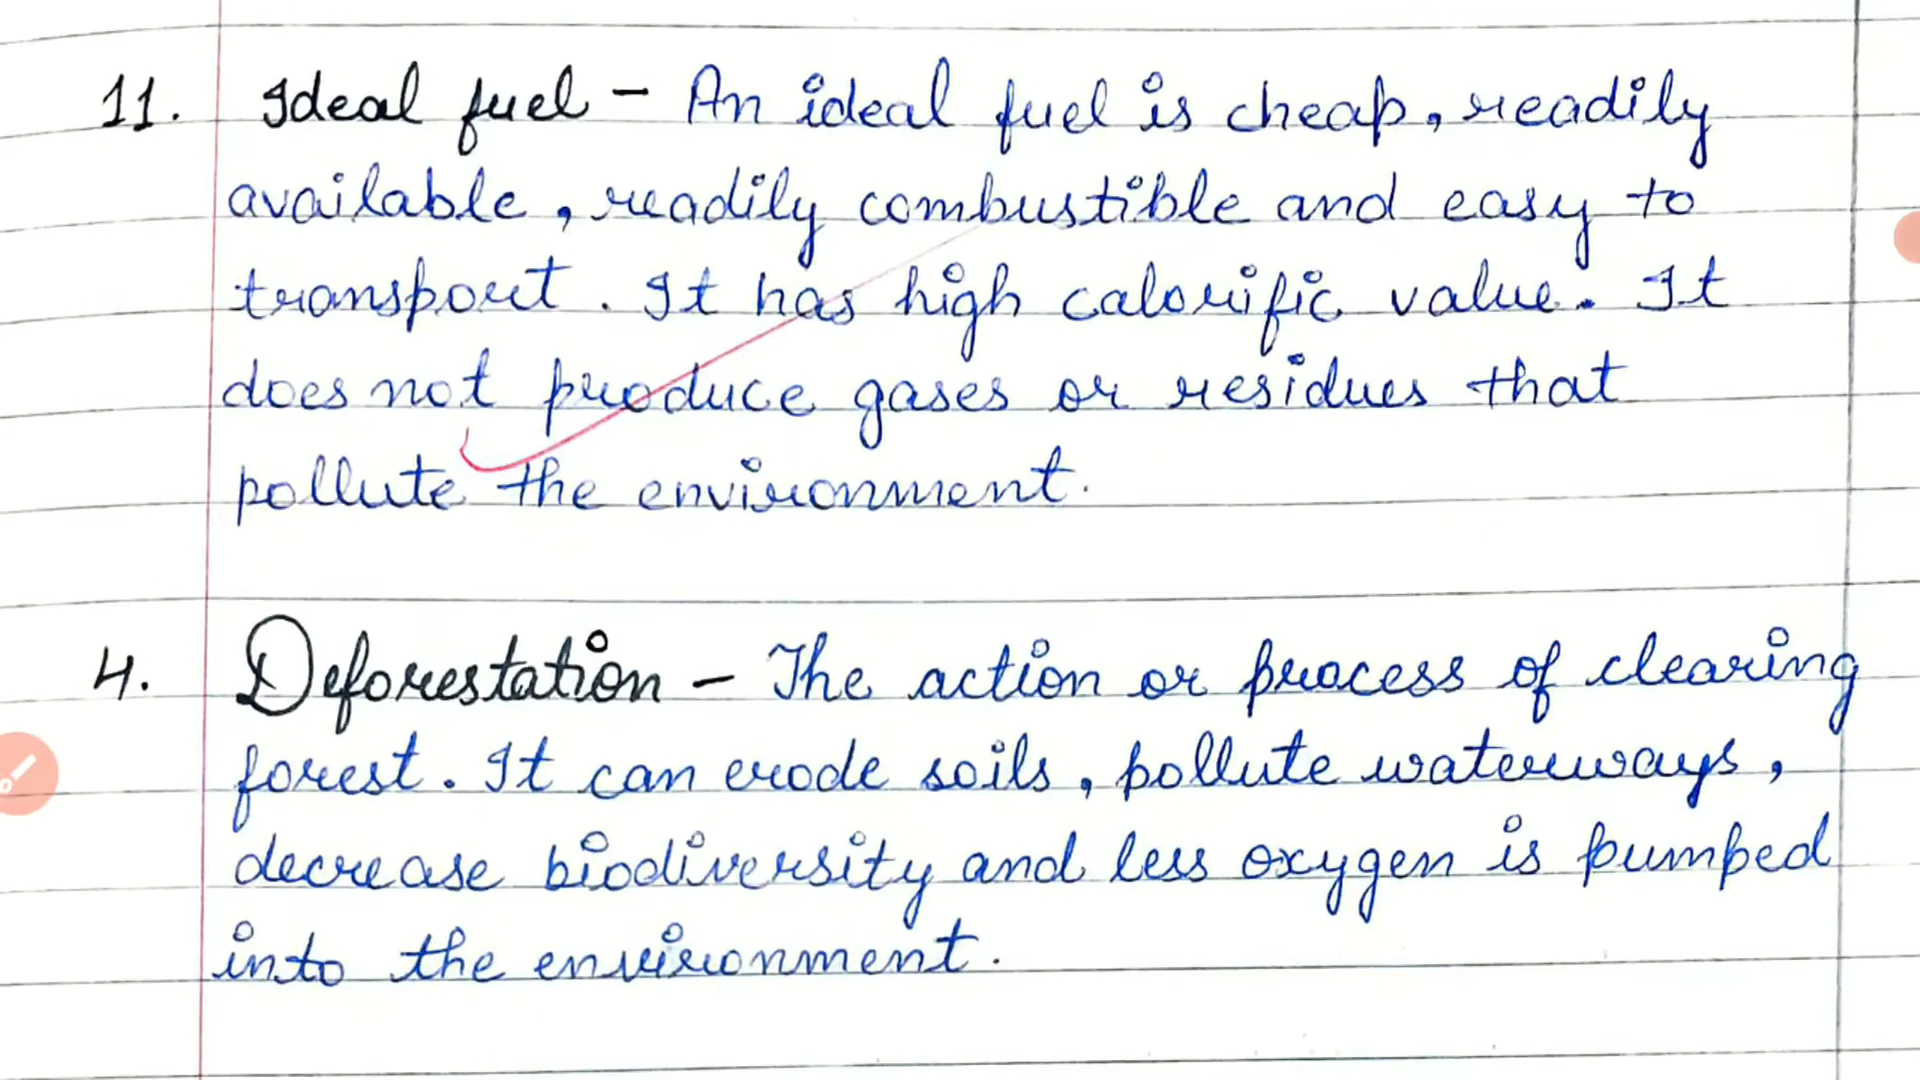 11. Ideal fuel - An ideal fuel is cheap, readily
available, readily combustible and easy to
transport. It has high calorific value. It
does not produce gases or residues that
pollute the environment.
4. Deforestation - The action or process of clearing
forest. It can erode soils, pollute waterways,
decrease biodiversity and less oxygen is pumped
into the environment.